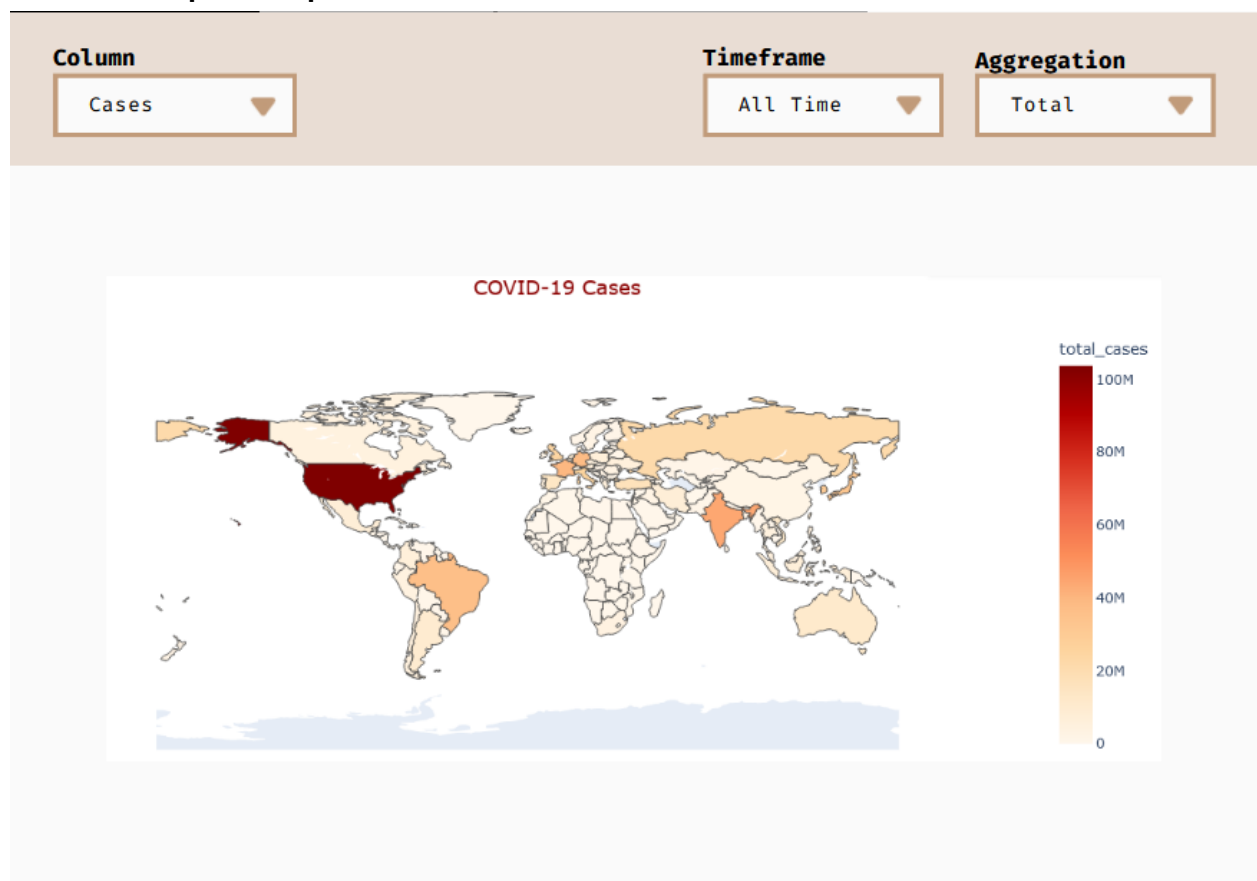 Column
Timeframe
Aggregation
Cases
All Time
Total
COVID-19 Cases
total_cases
100M
80M
60M
40M
20M
0